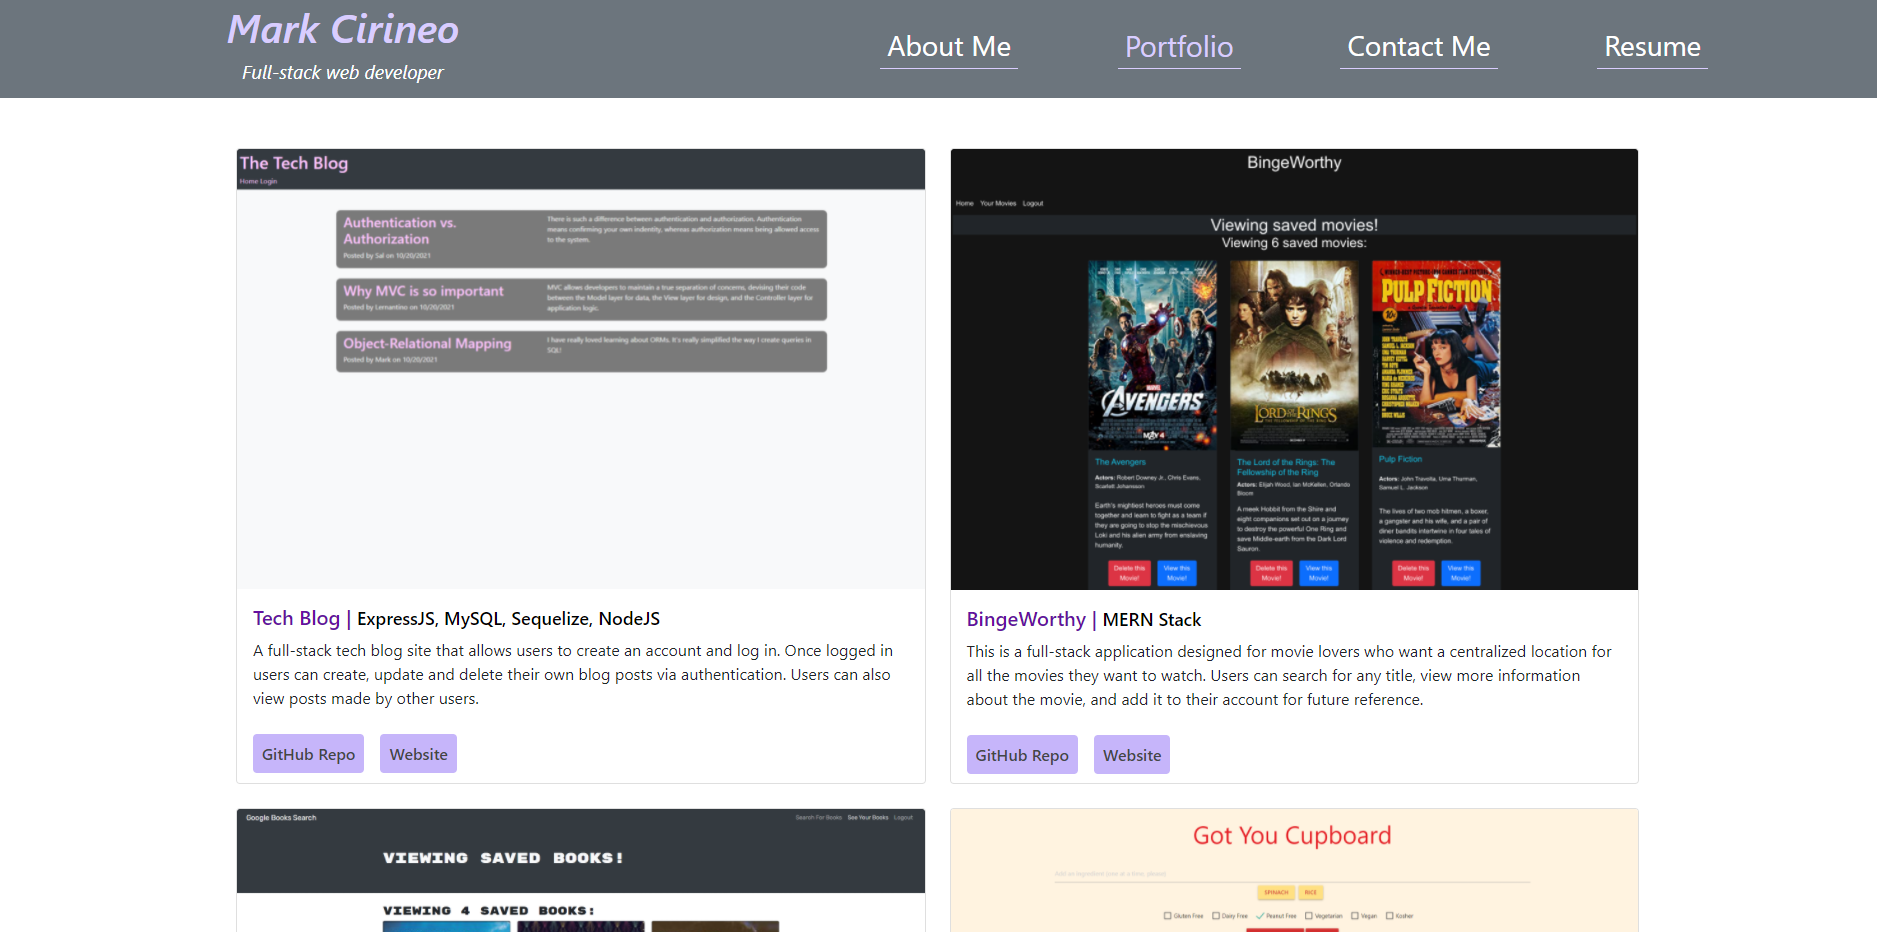 Mark Cirineo
Full-stack web developer
About Me
Portfolio
Contact Me
Resume
The Tech Blog
Home Login
Authentication vs.
Authorization
Posted by Sal on 10/20/2021
There is such a difference between authentication and authorization. Authentication
means confirming your own indentity, whereas authorization means being allowed access
to the system.
Why MVC is so important
Posted by Lernantino on 10/20/2021
MVC allows developers to maintain a true separation of concerns, devising their code
between the Model layer for data, the View layer for design, and the Controller layer for
application logic.
Object-Relational Mapping
Posted by Mark on 10/20/2021
I have really loved learning about ORMs. It's really simplified the way I create queries in
SQL!
Tech Blog | ExpressJS, MySQL, Sequelize, NodeJS
A full-stack tech blog site that allows users to create an account and log in. Once logged in
users can create, update and delete their own blog posts via authentication. Users can also
view posts made by other users.
GitHub Repo
Website
BingeWorthy
Home Your Movies Logout
Viewing saved movies!
Viewing 6 saved movies:
MARVEL
AVENGERS
MAY 4
THE LORD OF THE RINGS
PULP FICTION
10¢
The Avengers
Actors: Robert Downey Jr., Chris Evans,
Scarlett Johansson
Earth's mightiest heroes must come
together and learn to fight as a team if
they are going to stop the mischievous
Loki and his alien army from enslaving
humanity.
Delete this
Movie!
View this
Movie!
The Lord of the Rings: The
Fellowship of the Ring
Actors: Elijah Wood, Ian McKellen, Orlando
Bloom
A meek Hobbit from the Shire and
eight companions set out on a journey
to destroy the powerful One Ring and
save Middle-earth from the Dark Lord
Sauron.
Delete this
Movie!
View this
Movie!
Pulp Fiction
Actors: John Travolta, Uma Thurman,
Samuel L. Jackson
The lives of two mob hitmen, a boxer,
a gangster and his wife, and a pair of
diner bandits intertwine in four tales of
violence and redemption.
Delete this
Movie!
View this
Movie!
BingeWorthy | MERN Stack
This is a full-stack application designed for movie lovers who want a centralized location for
all the movies they want to watch. Users can search for any title, view more information
about the movie, and add it to their account for future reference.
GitHub Repo
Website
Google Books Search
Search For Books See Your Books Logout
VIEWING SAVED BOOKS!
VIEWING 4 SAVED BOOKS:
Got You Cupboard
SPINACH
RICE
Gluten Free
Dairy Free
Peanut Free
Vegetarian
Vegan
Kosher